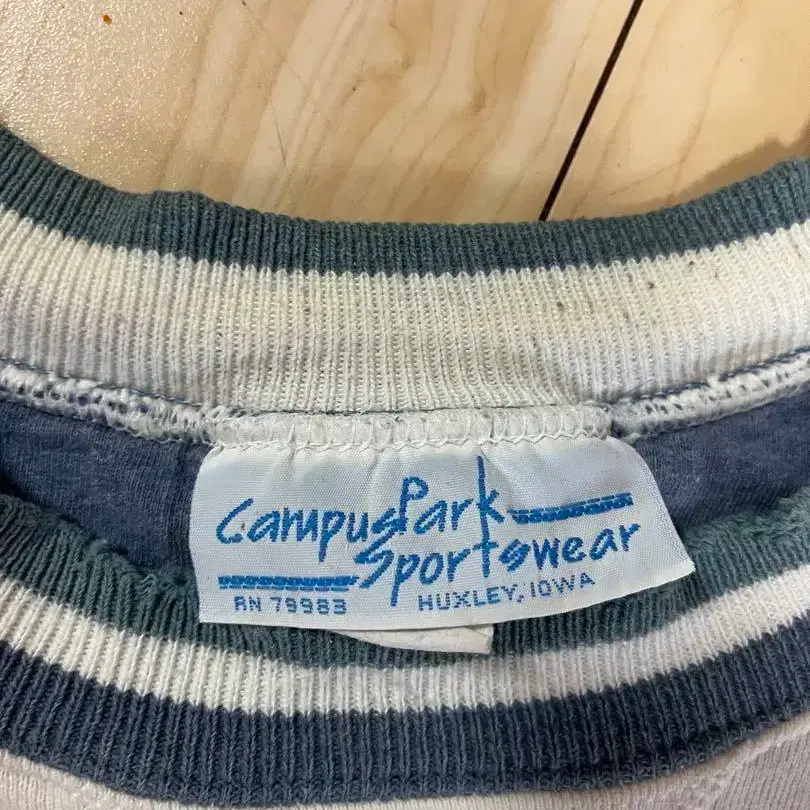 CampusPark
Sportswear
RN 79983
HUXLEY, IOWA